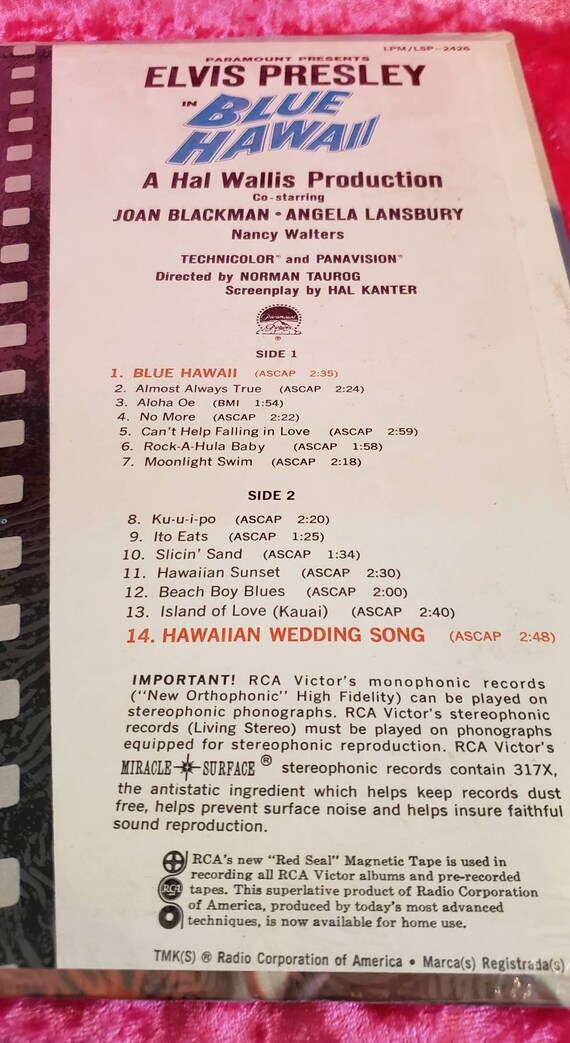 LPM/LSP-2426
PARAMOUNT PRESENTS
ELVIS PRESLEY
IN BLUE
HAWAII
A Hal Wallis Production
Co-starring
JOAN BLACKMAN • ANGELA LANSBURY
Nancy Walters
TECHNICOLOR® and PANAVISION®
Directed by NORMAN TAUROG
Screenplay by HAL KANTER
Paramount
®
SIDE 1
1. BLUE HAWAII (ASCAP 2:35)
2. Almost Always True (ASCAP 2:24)
3. Aloha Oe (BMI 1:54)
4. No More (ASCAP 2:22)
5. Can't Help Falling in Love (ASCAP 2:59)
6. Rock-A-Hula Baby (ASCAP 1:58)
7. Moonlight Swim (ASCAP 2:18)
SIDE 2
8. Ku-u-i-po (ASCAP 2:20)
9. Ito Eats (ASCAP 1:25)
10. Slicin' Sand (ASCAP 1:34)
11. Hawaiian Sunset (ASCAP 2:30)
12. Beach Boy Blues (ASCAP 2:00)
13. Island of Love (Kauai) (ASCAP 2:40)
14. HAWAIIAN WEDDING SONG (ASCAP 2:48)
IMPORTANT! RCA Victor's monophonic records
("New Orthophonic" High Fidelity) can be played on
stereophonic phonographs. RCA Victor's stereophonic
records (Living Stereo) must be played on phonographs
equipped for stereophonic reproduction. RCA Victor's
MIRACLE SURFACE ® stereophonic records contain 317X,
the antistatic ingredient which helps keep records dust
free, helps prevent surface noise and helps insure faithful
sound reproduction.
RCA's new "Red Seal" Magnetic Tape is used in
recording all RCA Victor albums and pre-recorded
RCA tapes. This superlative product of Radio Corporation
of America, produced by today's most advanced
techniques, is now available for home use.
TMK(S) ® Radio Corporation of America • Marca(s) Registrada(s)